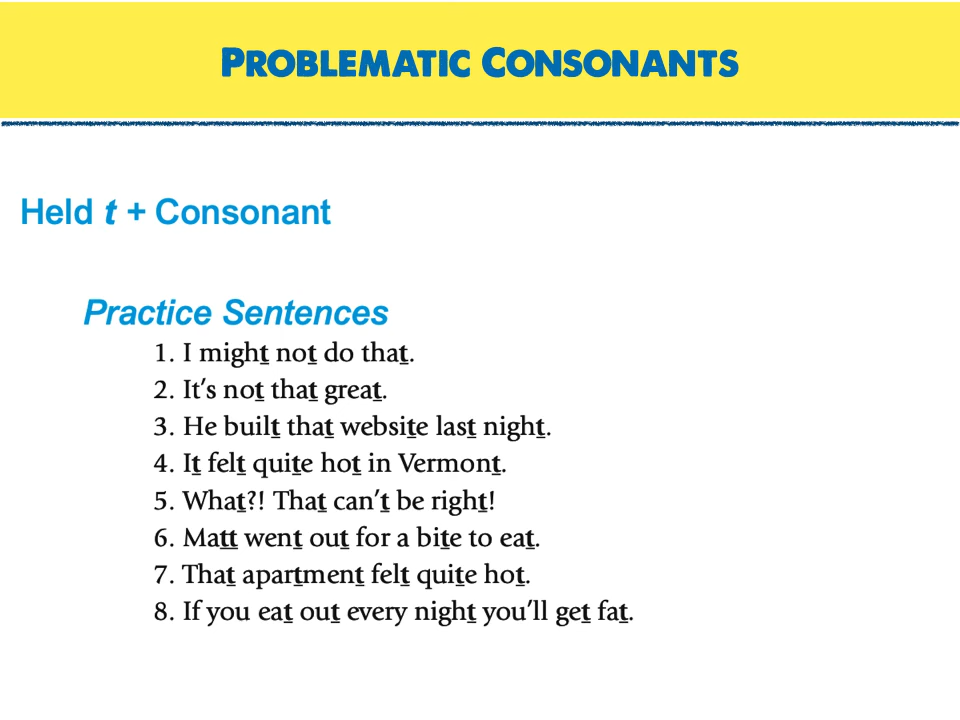 PROBLEMATIC CONSONANTS
Held t + Consonant
Practice Sentences
1. I might not do that.
2. It’s not that great.
3. He built that website last night.
4. It felt quite hot in Vermont.
5. What?! That can’t be right!
6. Matt went out for a bite to eat.
7. That apartment felt quite hot.
8. If you eat out every night you’ll get fat.